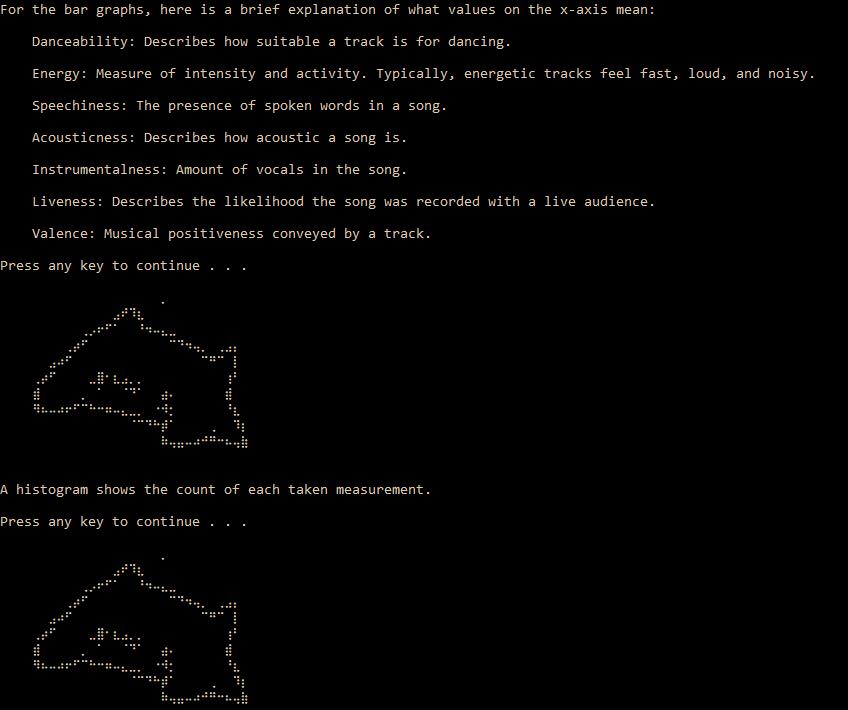 For the bar graphs, here is a brief explanation of what values on the x-axis mean:
Danceability: Describes how suitable a track is for dancing.
Energy: Measure of intensity and activity. Typically, energetic tracks feel fast, loud, and noisy.
Speechiness: The presence of spoken words in a song.
Acousticness: Describes how acoustic a song is.
Instrumentalness: Amount of vocals in the song.
Liveness: Describes the likelihood the song was recorded with a live audience.
Valence: Musical positiveness conveyed by a track.
Press any key to continue . . .
A histogram shows the count of each taken measurement.
Press any key to continue . . .